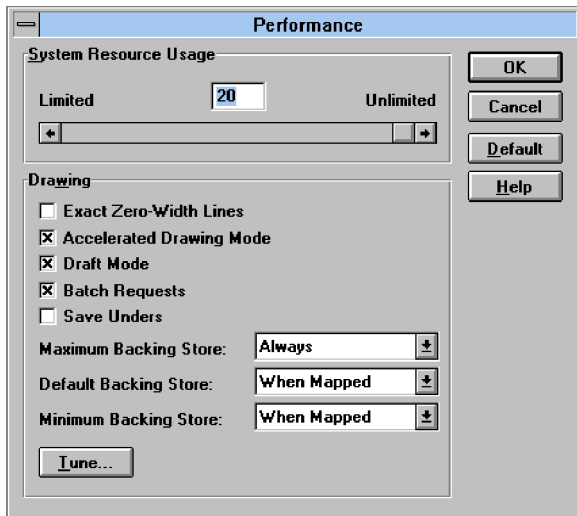 Performance
System Resource Usage
Limited 20 Unlimited
Drawing
Exact Zero-Width Lines
Accelerated Drawing Mode
Draft Mode
Batch Requests
Save Unders
Maximum Backing Store: Always
Default Backing Store: When Mapped
Minimum Backing Store: When Mapped
Tune...
OK
Cancel
Default
Help